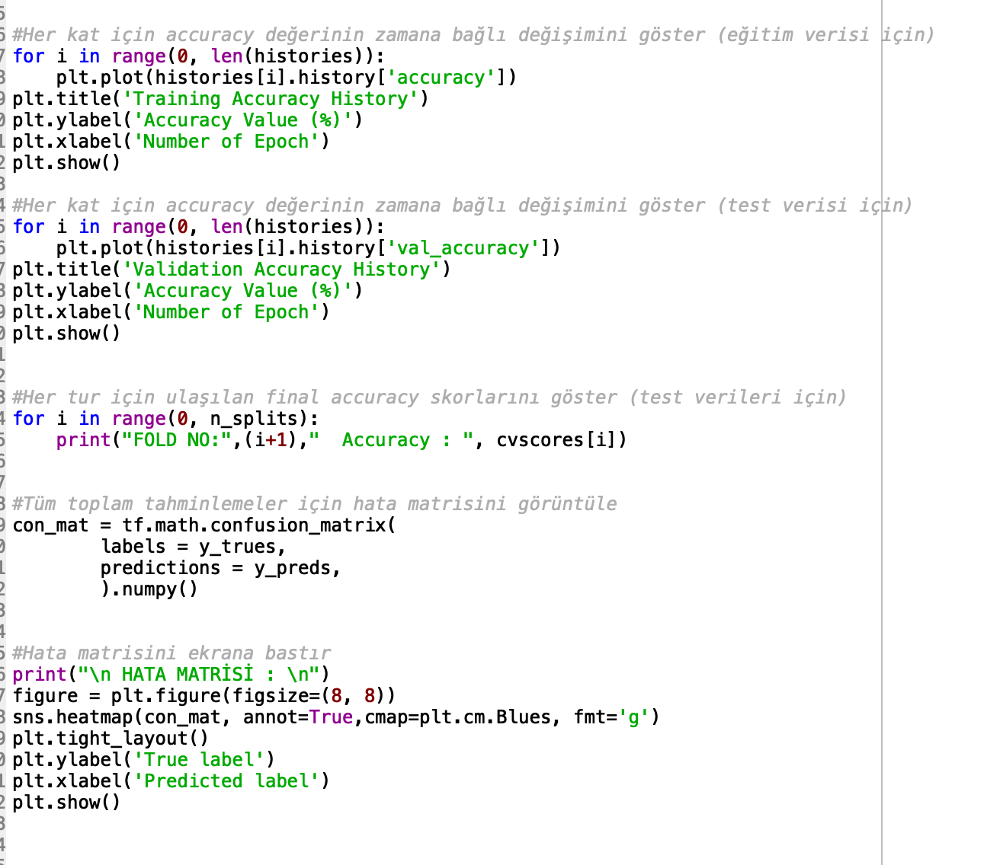 #Her kat için accuracy değerinin zamana bağlı değişimini göster (eğitim verisi için)
for i in range(0, len(histories)):
    plt.plot(histories[i].history['accuracy'])
plt.title('Training Accuracy History')
plt.ylabel('Accuracy Value (%)')
plt.xlabel('Number of Epoch')
plt.show()

#Her kat için accuracy değerinin zamana bağlı değişimini göster (test verisi için)
for i in range(0, len(histories)):
    plt.plot(histories[i].history['val_accuracy'])
plt.title('Validation Accuracy History')
plt.ylabel('Accuracy Value (%)')
plt.xlabel('Number of Epoch')
plt.show()

#Her tur için ulaşılan final accuracy skorlarını göster (test verileri için)
for i in range(0, n_splits):
    print("FOLD NO:",(i+1),"  Accuracy : ", cvscores[i])

#Tüm toplam tahminlemeler için hata matrisini görüntüle
con_mat = tf.math.confusion_matrix(
        labels = y_trues,
        predictions = y_preds,
        ).numpy()

#Hata matrisini ekrana bastır
print("\n HATA MATRİSİ : \n")
figure = plt.figure(figsize=(8, 8))
sns.heatmap(con_mat, annot=True,cmap=plt.cm.Blues, fmt='g')
plt.tight_layout()
plt.ylabel('True label')
plt.xlabel('Predicted label')
plt.show()